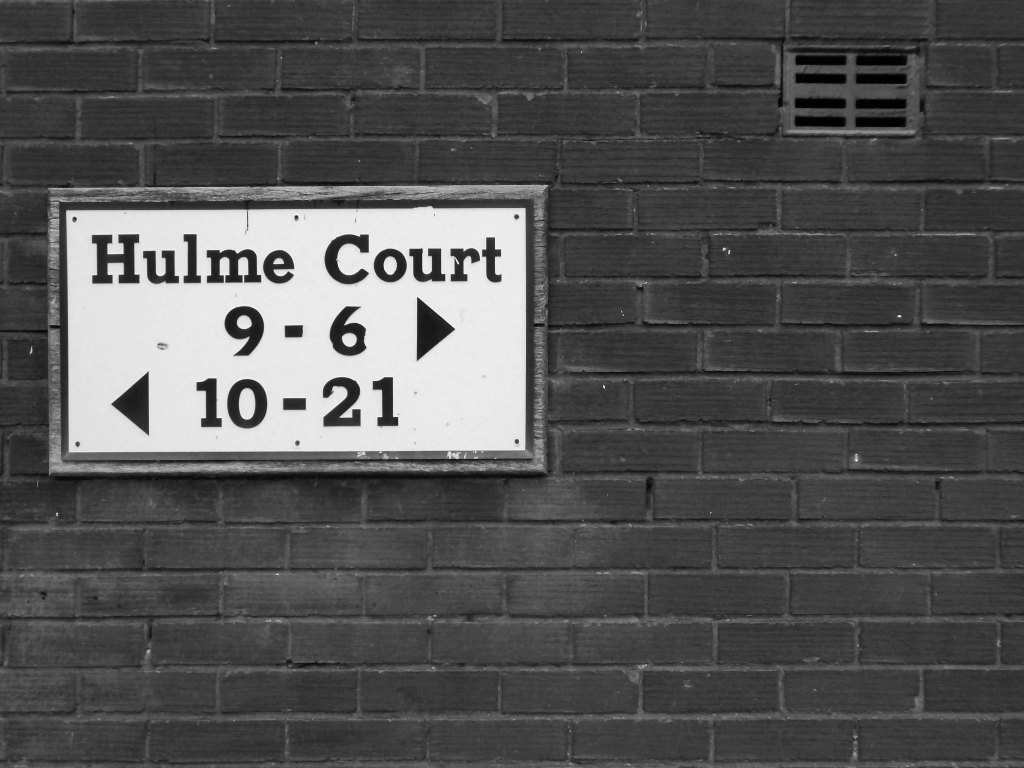 Hulme Court
9 - 6 ▶
◀ 10 - 21